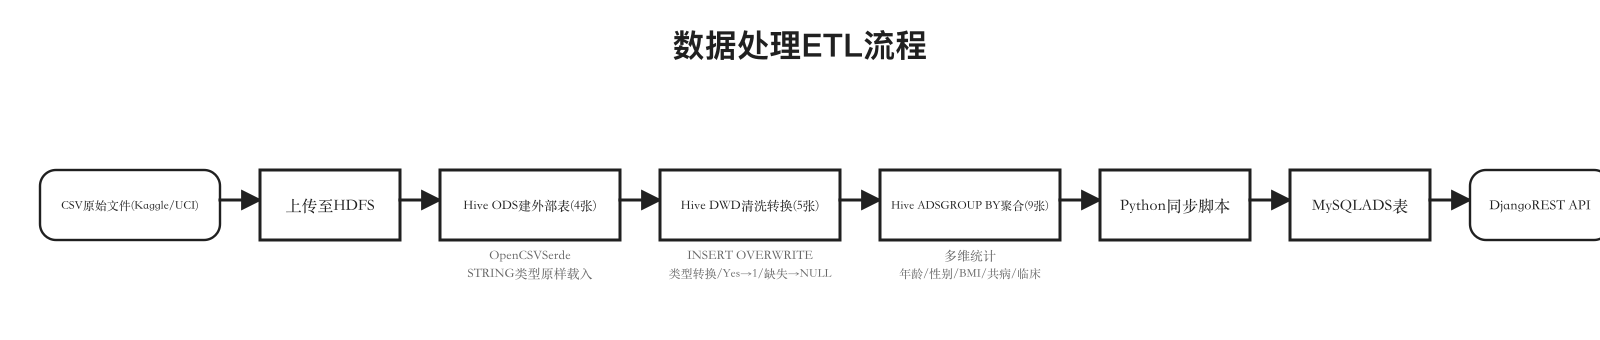 数据处理ETL流程
CSV原始文件(Kaggle/UCI)
上传至HDFS
Hive ODS建外部表(4张)
Hive DWD清洗转换(5张)
Hive ADSGROUP BY聚合(9张)
Python同步脚本
MySQLADS表
DjangoREST API
OpenCSVSerde
STRING类型原样载入
INSERT OVERWRITE
类型转换/Yes→1/缺失→NULL
多维统计
年龄/性别/BMI/共病/临床